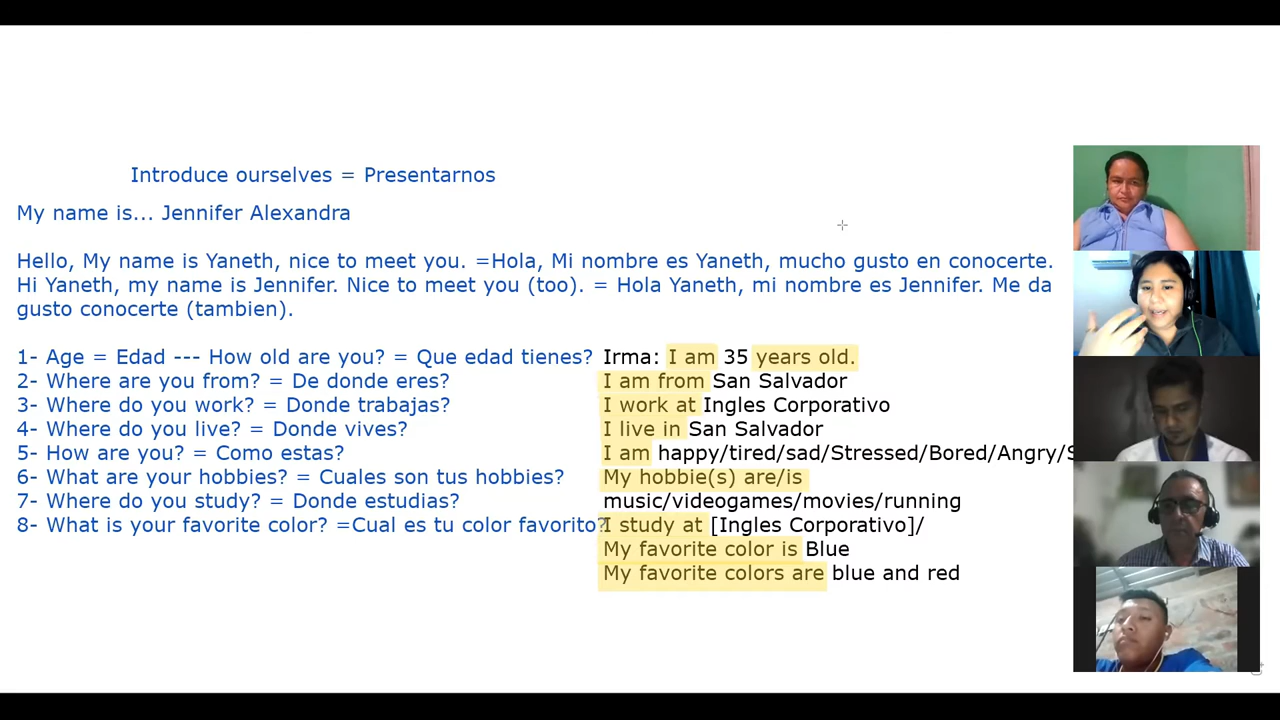 Introduce ourselves = Presentarnos
My name is... Jennifer Alexandra
Hello, My name is Yaneth, nice to meet you. =Hola, Mi nombre es Yaneth, mucho gusto en conocerte.
Hi Yaneth, my name is Jennifer. Nice to meet you (too). = Hola Yaneth, mi nombre es Jennifer. Me da
gusto conocerte (tambien).
1- Age = Edad --- How old are you? = Que edad tienes?
2- Where are you from? = De donde eres?
3- Where do you work? = Donde trabajas?
4- Where do you live? = Donde vives?
5- How are you? = Como estas?
6- What are your hobbies? = Cuales son tus hobbies?
7- Where do you study? = Donde estudias?
8- What is your favorite color? =Cual es tu color favorito?
Irma: I am 35 years old.
I am from San Salvador
I work at Ingles Corporativo
I live in San Salvador
I am happy/tired/sad/Stressed/Bored/Angry/S
My hobbie(s) are/is
music/videogames/movies/running
I study at [Ingles Corporativo]/
My favorite color is Blue
My favorite colors are blue and red